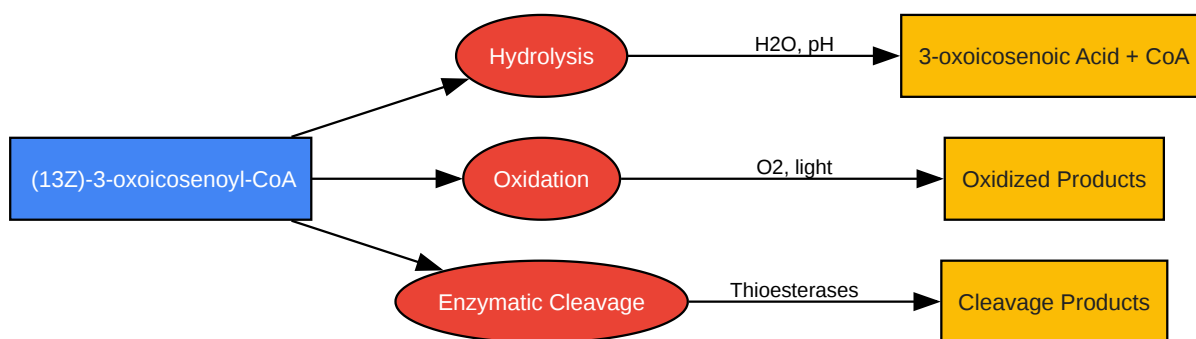 Hydrolysis
H2O, pH
3-oxoicosenoic Acid + CoA
(13Z)-3-oxoicosenoyl-CoA
Oxidation
O2, light
Oxidized Products
Enzymatic Cleavage
Thioesterases
Cleavage Products